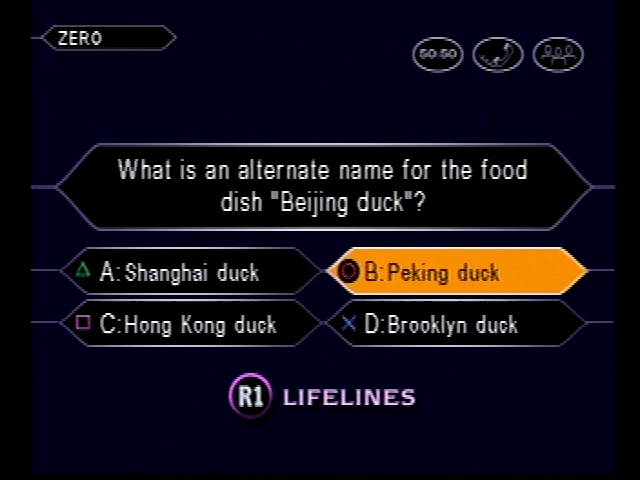 ZERO
50:50
What is an alternate name for the food
dish "Beijing duck"?
A: Shanghai duck
B: Peking duck
C: Hong Kong duck
D: Brooklyn duck
R1 LIFELINES